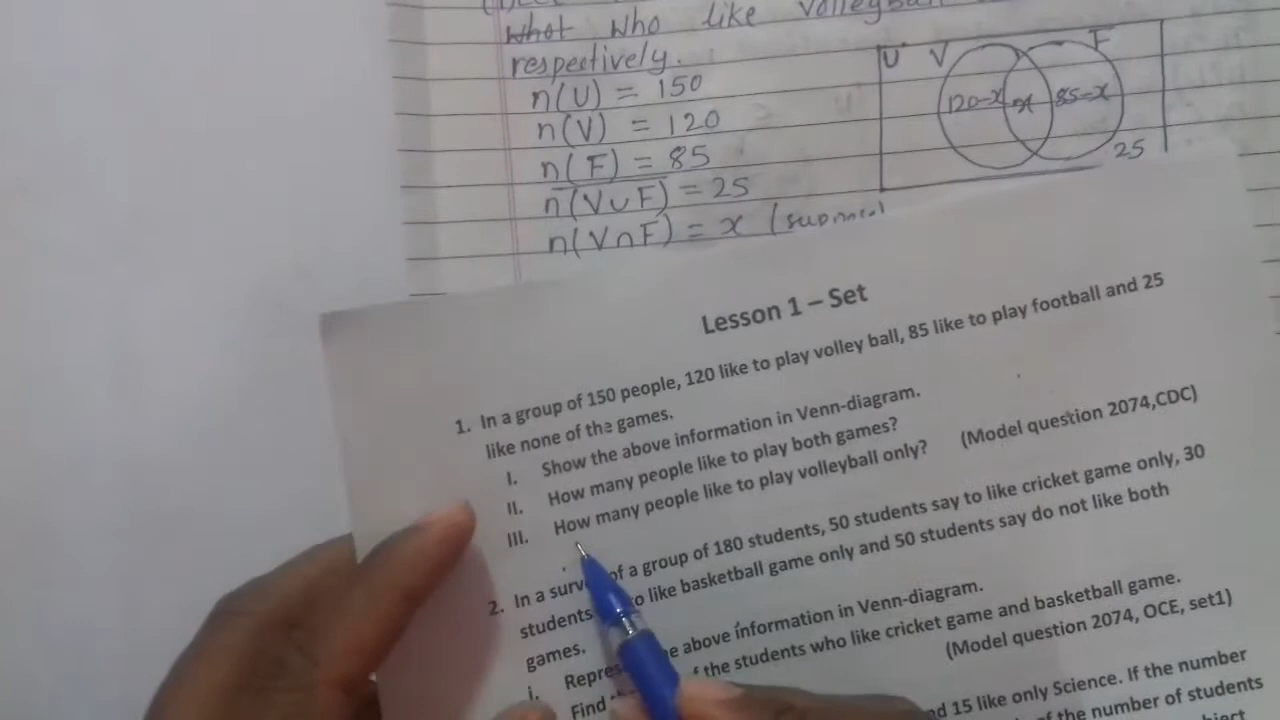 What who like volleyball
respectively.
n(U) = 150
n(V) = 120
n(F) = 85
n(V∪F) = 25
n(V∩F) = x
U V F
120-x x 85-x
25
Lesson 1 – Set
1. In a group of 150 people, 120 like to play volley ball, 85 like to play football and 25
like none of the games.
I. Show the above information in Venn-diagram.
II. How many people like to play both games?
III. How many people like to play volleyball only? (Model question 2074,CDC)
2. In a of a group of 180 students, 50 students say to like cricket game only, 30
students to like basketball game only and 50 students say do not like both
games.
i. above information in Venn-diagram.
Find the students who like cricket game and basketball game.
(Model question 2074, OCE, set1)
15 like only Science. If the number
the number of students